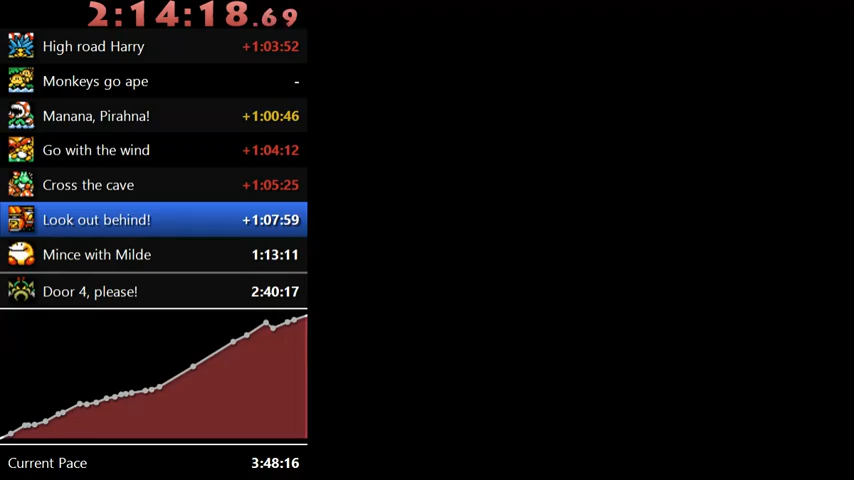 2:14:18.69
High road Harry +1:03:52
Monkeys go ape -
Manana, Pirahna! +1:00:46
Go with the wind +1:04:12
Cross the cave +1:05:25
Look out behind! +1:07:59
Mince with Milde 1:13:11
Door 4, please! 2:40:17
Current Pace 3:48:16